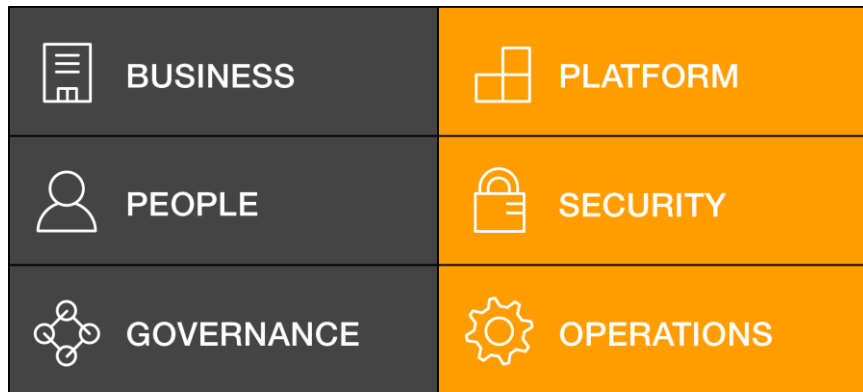 BUSINESS
PLATFORM
PEOPLE
SECURITY
GOVERNANCE
OPERATIONS